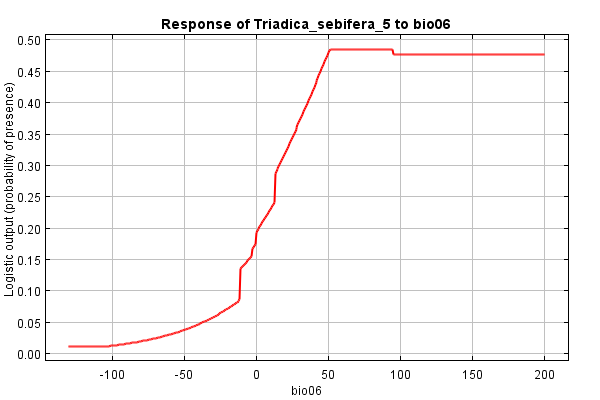 Response of Triadica_sebifera_5 to bio06
Logistic output (probability of presence)
0.50
0.45
0.40
0.35
0.30
0.25
0.20
0.15
0.10
0.05
0.00
-100 -50 0 50 100 150 200
bio06